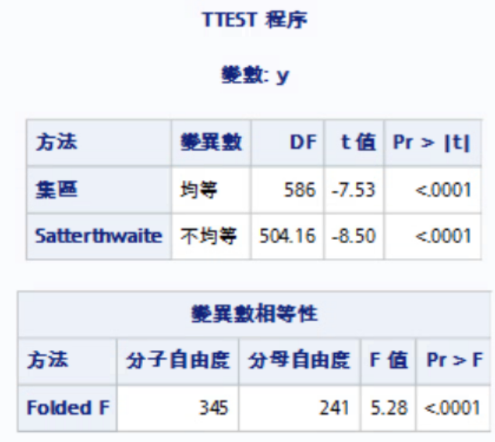 TTEST 程序
變數: y
方法 變異數 DF t 值 Pr > |t|
集區 均等 586 -7.53 <.0001
Satterthwaite 不均等 504.16 -8.50 <.0001
變異數相等性
方法 分子自由度 分母自由度 F 值 Pr > F
Folded F 345 241 5.28 <.0001